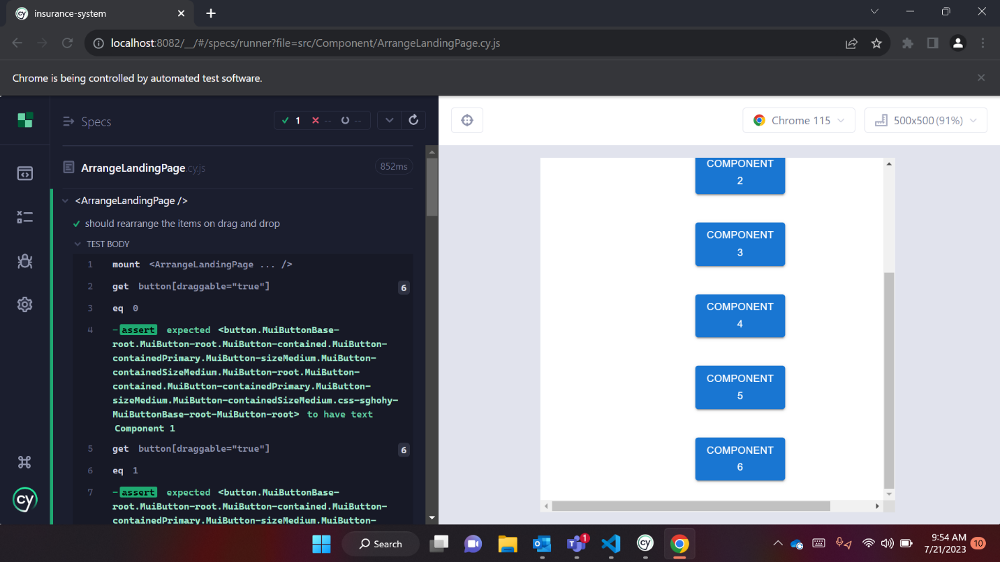 insurance-system
localhost:8082/__/#/specs/runner?file=src/Component/ArrangeLandingPage.cy.js
Chrome is being controlled by automated test software.
Specs
1 -- --
Chrome 115
500x500 (91%)
ArrangeLandingPage.cy.js
852ms
<ArrangeLandingPage />
should rearrange the items on drag and drop
TEST BODY
1 mount <ArrangeLandingPage ... />
2 get button[draggable="true"] 6
3 eq 0
4 -assert expected <button.MuiButtonBase-
root.MuiButton-root.MuiButton-contained.MuiButton-
containedPrimary.MuiButton-sizeMedium.MuiButton-
containedSizeMedium.MuiButton-root.MuiButton-
contained.MuiButton-containedPrimary.MuiButton-
sizeMedium.MuiButton-containedSizeMedium.css-sghohy-
MuiButtonBase-root-MuiButton-root> to have text
Component 1
5 get button[draggable="true"] 6
6 eq 1
7 -assert expected <button.MuiButtonBase-
root.MuiButton-root.MuiButton-contained.MuiButton-
containedPrimary.MuiButton-sizeMedium.MuiButton-
COMPONENT
2
COMPONENT
3
COMPONENT
4
COMPONENT
5
COMPONENT
6
cy
Search
1
cy
9:54 AM
7/21/2023
10